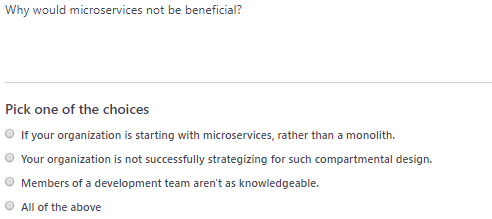 Why would microservices not be beneficial?
Pick one of the choices
If your organization is starting with microservices, rather than a monolith.
Your organization is not successfully strategizing for such compartmental design.
Members of a development team aren't as knowledgeable.
All of the above